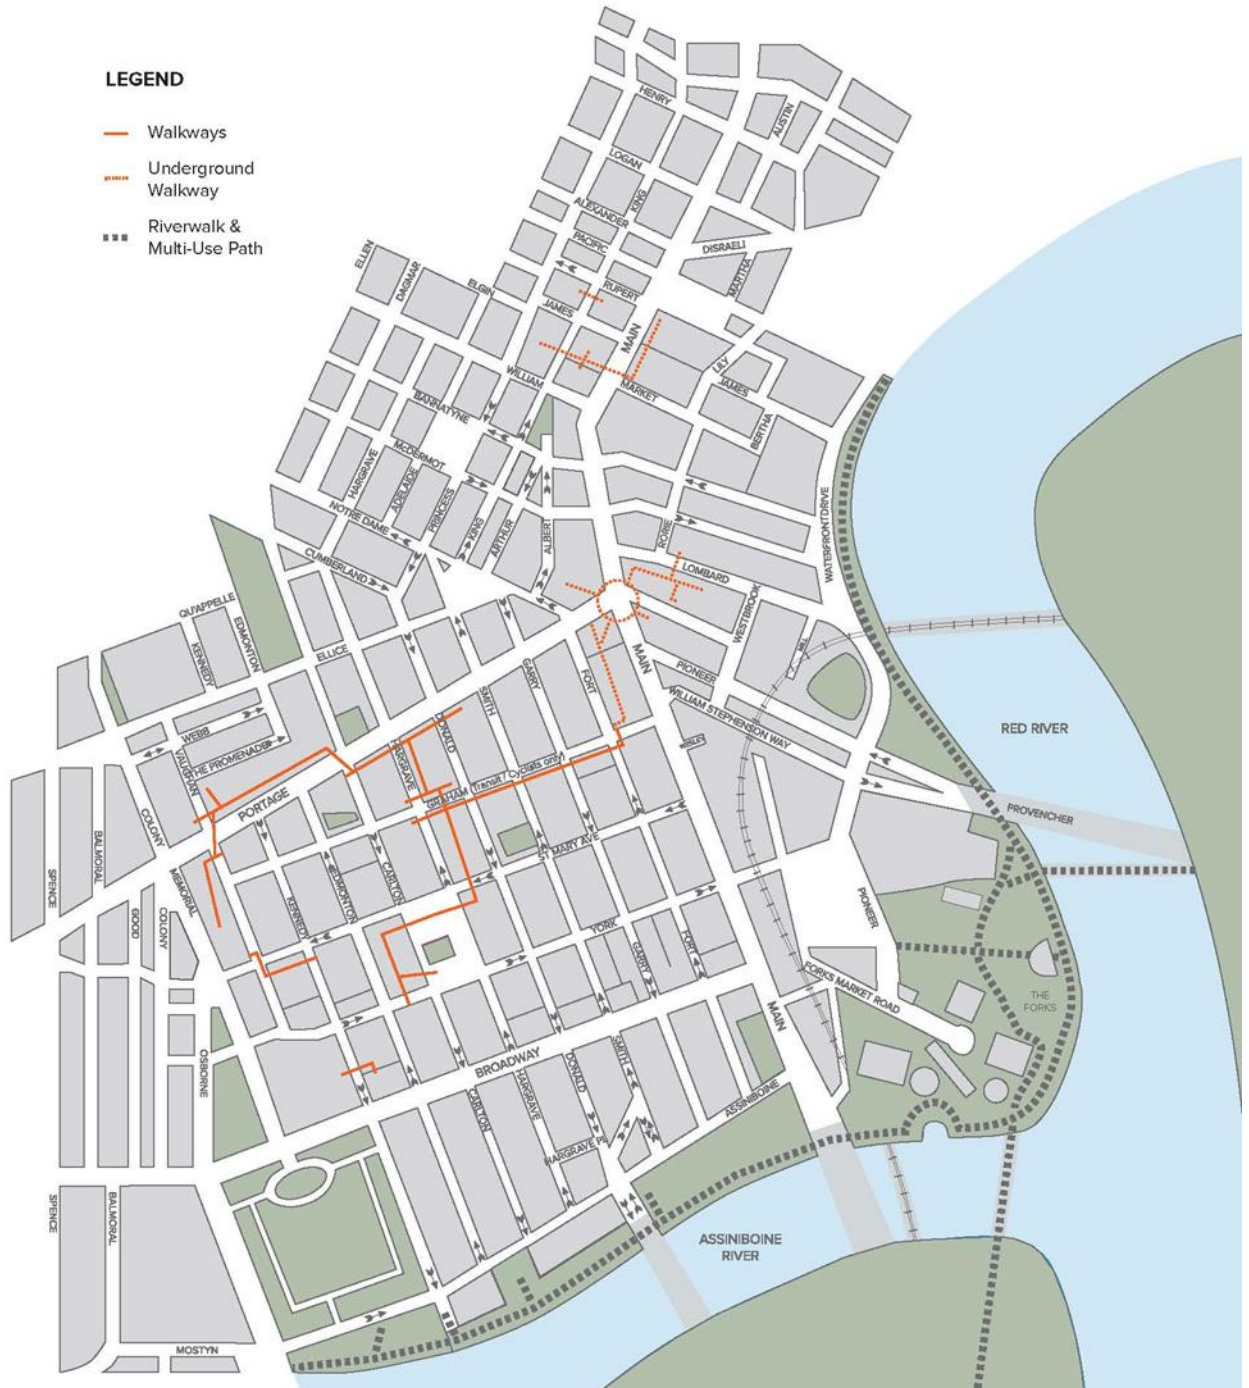 LEGEND
Walkways
Underground
Walkway
Riverwalk &
Multi-Use Path
HENRY
AUSTIN
LOGAN
KING
ALEXANDER
PACIFIC
DISRAELI
MARTHA
ELLEN
DAGMAR
ELGIN
RUPERT
JAMES
MAIN
LILY
WILLIAM
MARKET
JAMES
BANNATYNE
BERTHA
McDERMOT
HARGRAVE
ADELAIDE
PRINCESS
KING
ARTHUR
ALBERT
NOTRE DAME
RORIE
WATERFRONT DRIVE
CUMBERLAND
LOMBARD
WESTBROOK
QU'APPELLE
EDMONTON
KENNEDY
ELLICE
MAIN
PIONEER
FORT
GARRY
SMITH
DONALD
HARGRAVE
WILLIAM STEPHENSON WAY
RED RIVER
WEBB
THE PROMENADE
VAUGHAN
PORTAGE
GRAHAM (Transit / Cyclists only)
PROVENCHER
COLONY
BALMORAL
SPENCE
MEMORIAL
ST MARY AVE
CARLTON
EDMONTON
KENNEDY
GOOD
COLONY
PIONEER
YORK
GARRY
FORT
FORKS MARKET ROAD
THE
FORKS
MAIN
OSBORNE
BROADWAY
SMITH
DONALD
HARGRAVE
CARLTON
ASSINIBOINE
HARGRAVE PL
SPENCE
BALMORAL
ASSINIBOINE
RIVER
MOSTYN